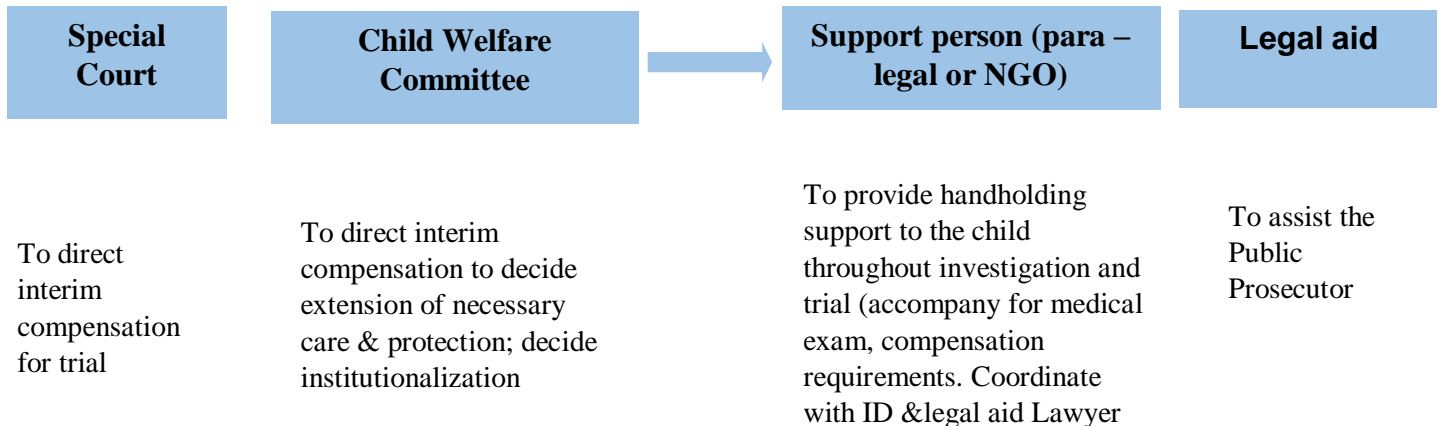 Special
Court
Child Welfare
Committee
Support person (para –
legal or NGO)
Legal aid
To direct
interim
compensation
for trial
To direct interim
compensation to decide
extension of necessary
care & protection; decide
institutionalization
To provide handholding
support to the child
throughout investigation and
trial (accompany for medical
exam, compensation
requirements. Coordinate
with ID &legal aid Lawyer
To assist the
Public
Prosecutor